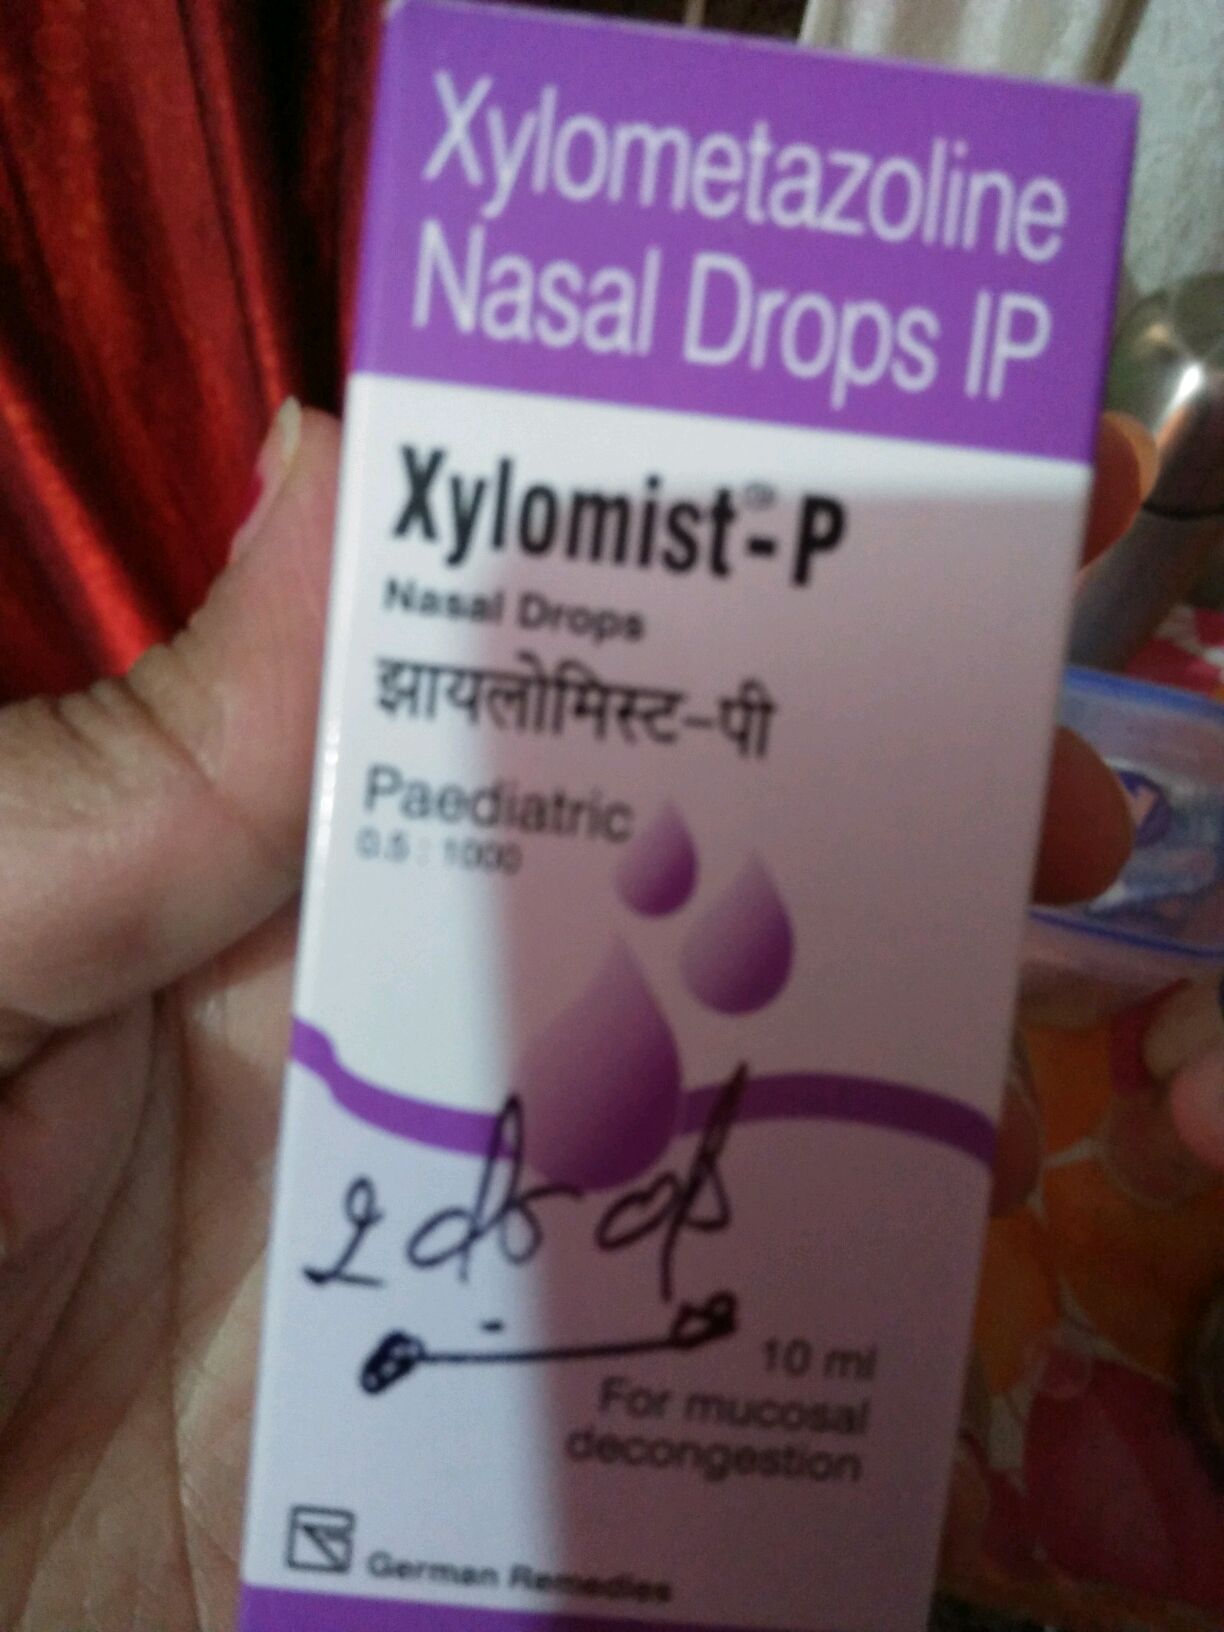 Xylometazoline
Nasal Drops IP
Xylomist-P
Nasal Drops
झायलोमिस्ट-पी
Paediatric
0.5 : 1000
10 ml
For mucosal
decongestion
German Remedies